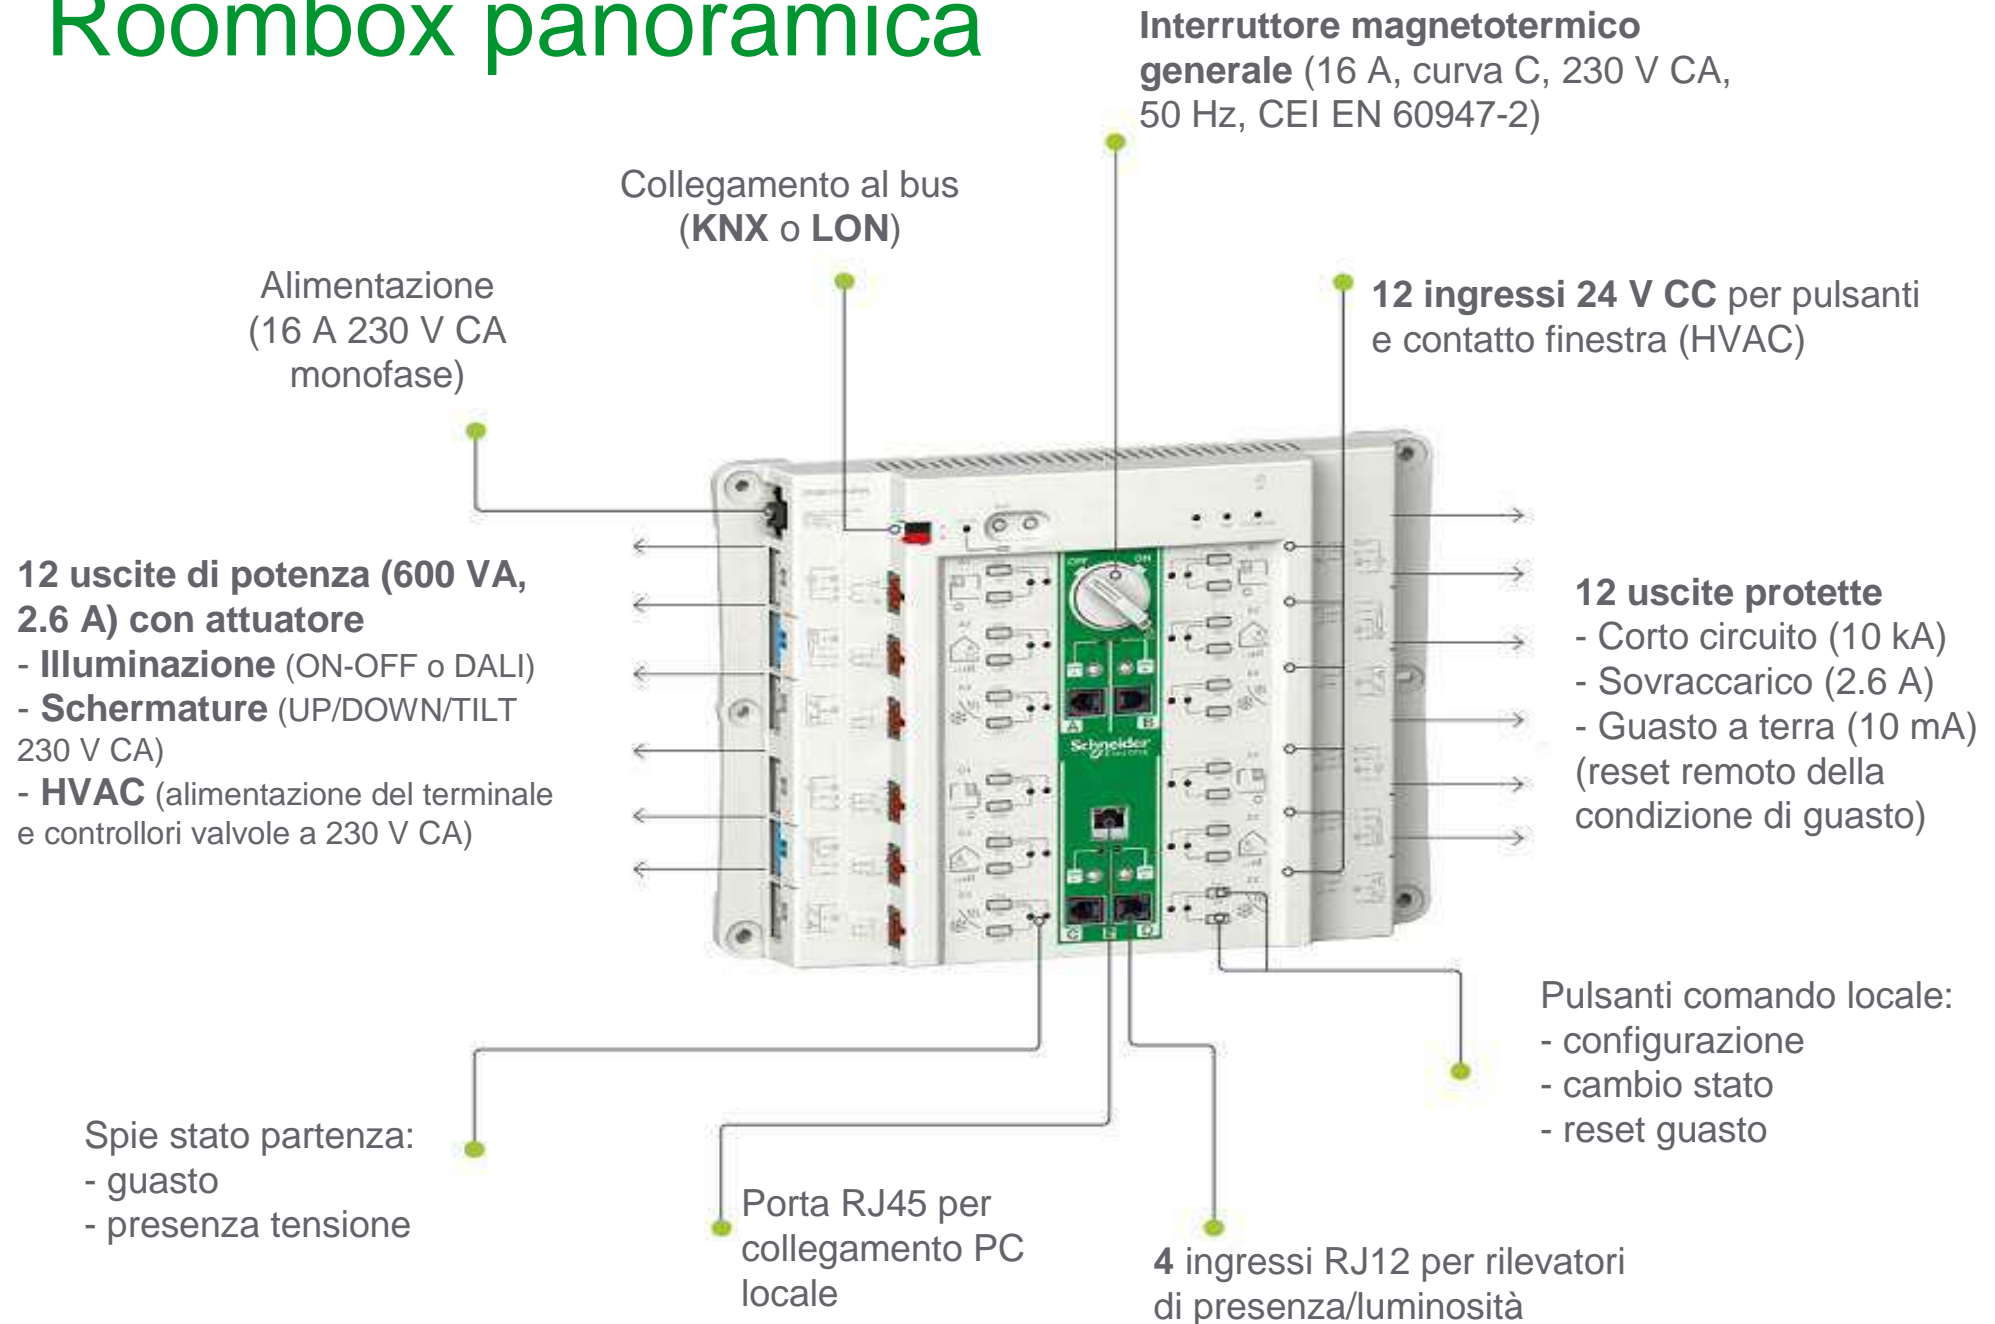 Roombox panoramica
Interruttore magnetotermico
generale (16 A, curva C, 230 V CA,
50 Hz, CEI EN 60947-2)
Collegamento al bus
(KNX o LON)
Alimentazione
(16 A 230 V CA
monofase)
12 ingressi 24 V CC per pulsanti
e contatto finestra (HVAC)
12 uscite di potenza (600 VA,
2.6 A) con attuatore
- Illuminazione (ON-OFF o DALI)
- Schermature (UP/DOWN/TILT
230 V CA)
- HVAC (alimentazione del terminale
e controllori valvole a 230 V CA)
OFF
ON
A
B
Schneider
Electric
C
E
D
12 uscite protette
- Corto circuito (10 kA)
- Sovraccarico (2.6 A)
- Guasto a terra (10 mA)
(reset remoto della
condizione di guasto)
Pulsanti comando locale:
- configurazione
- cambio stato
- reset guasto
Spie stato partenza:
- guasto
- presenza tensione
Porta RJ45 per
collegamento PC
locale
4 ingressi RJ12 per rilevatori
di presenza/luminosità